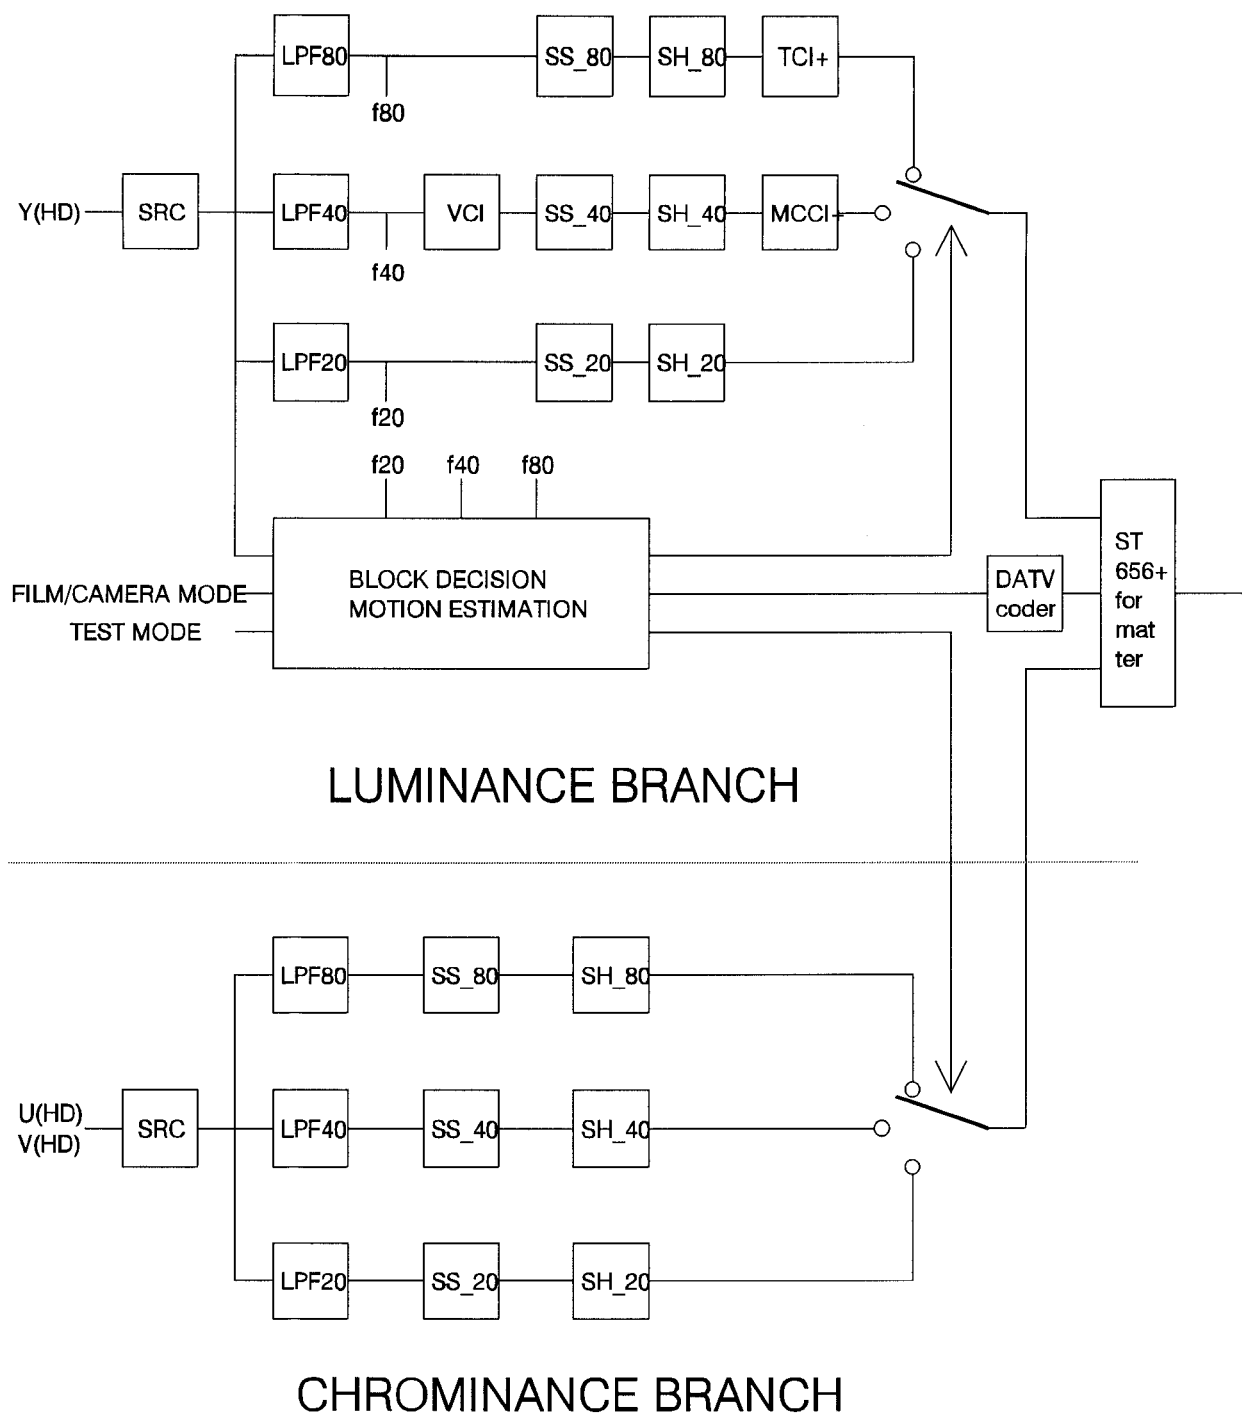 LPF80 SS_80 SH_80 TCI+
f80
Y(HD) SRC LPF40 VCI SS_40 SH_40 MCCI+
f40
LPF20 SS_20 SH_20
f20
f20 f40 f80
FILM/CAMERA MODE
TEST MODE
BLOCK DECISION
MOTION ESTIMATION
DATV
coder
ST
656+
for
mat
ter
LUMINANCE BRANCH
LPF80 SS_80 SH_80
U(HD)
V(HD)
SRC LPF40 SS_40 SH_40
LPF20 SS_20 SH_20
CHROMINANCE BRANCH